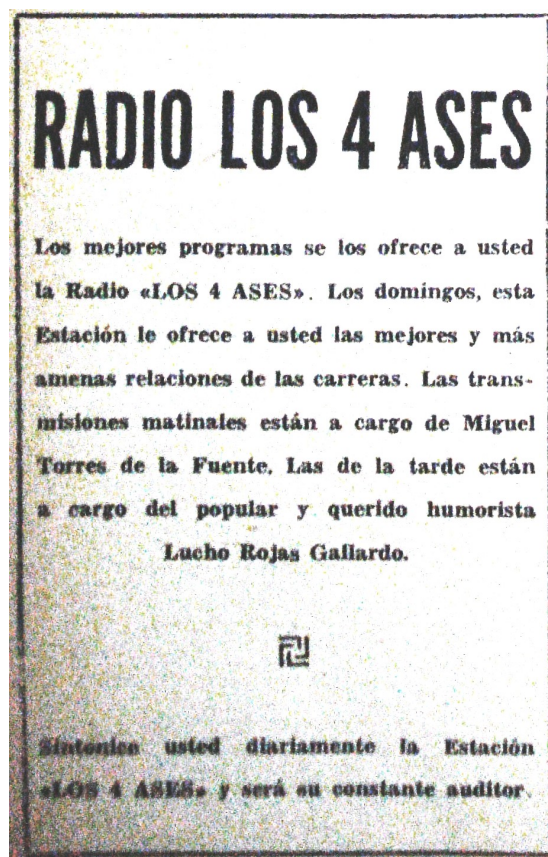 RADIO LOS 4 ASES
Los mejores programas se los ofrece a usted
la Radio «LOS 4 ASES». Los domingos, esta
Estación le ofrece a usted las mejores y más
amenas relaciones de las carreras. Las trans-
misiones matinales están a cargo de Miguel
Torres de la Fuente. Las de la tarde están
a cargo del popular y querido humorista
Lucho Rojas Gallardo.
Sintonice usted diariamente la Estación
«LOS 4 ASES» y será su constante auditor.